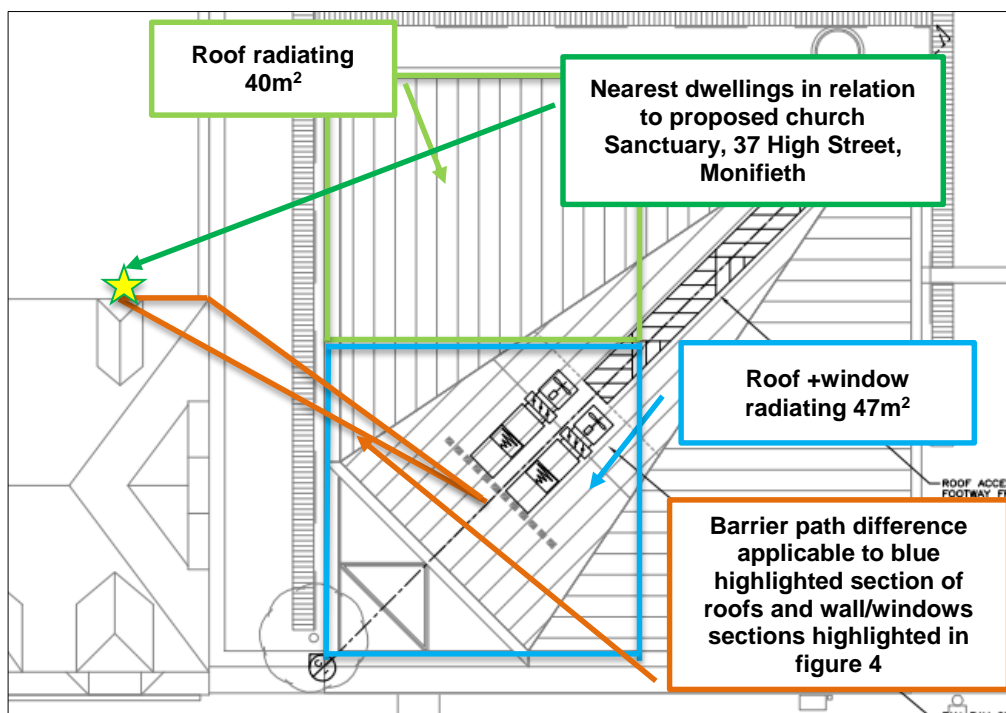 Roof radiating
40m²
Nearest dwellings in relation
to proposed church
Sanctuary, 37 High Street,
Monifieth
Roof +window
radiating 47m²
ROOF ACCE
FOOTWAY F
Barrier path difference
applicable to blue
highlighted section of
roofs and wall/windows
sections highlighted in
figure 4